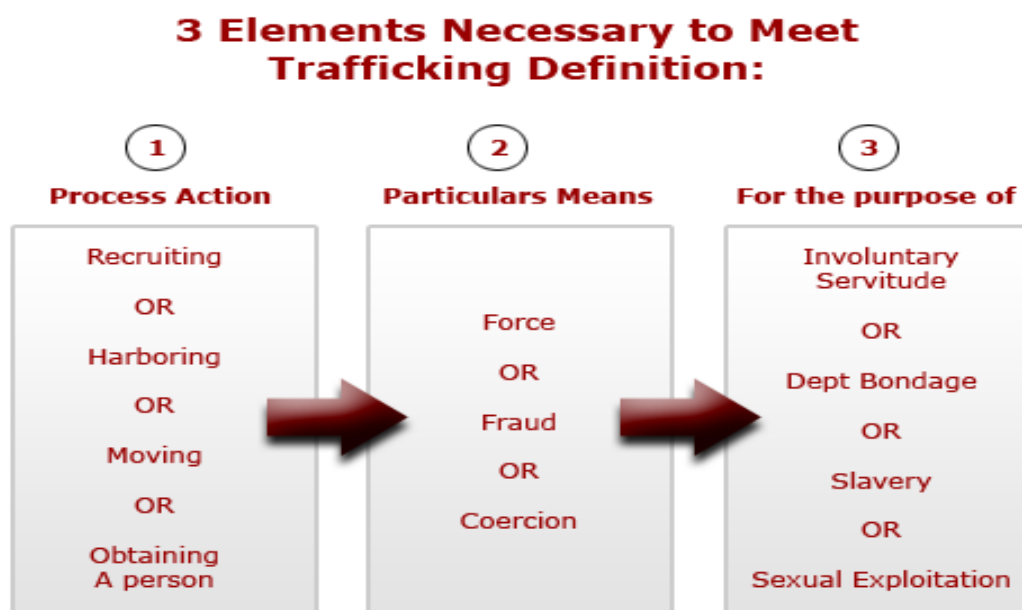 3 Elements Necessary to Meet
Trafficking Definition:
1
Process Action
Recruiting
OR
Harboring
OR
Moving
OR
Obtaining
A person
2
Particulars Means
Force
OR
Fraud
OR
Coercion
3
For the purpose of
Involuntary
Servitude
OR
Dept Bondage
OR
Slavery
OR
Sexual Exploitation